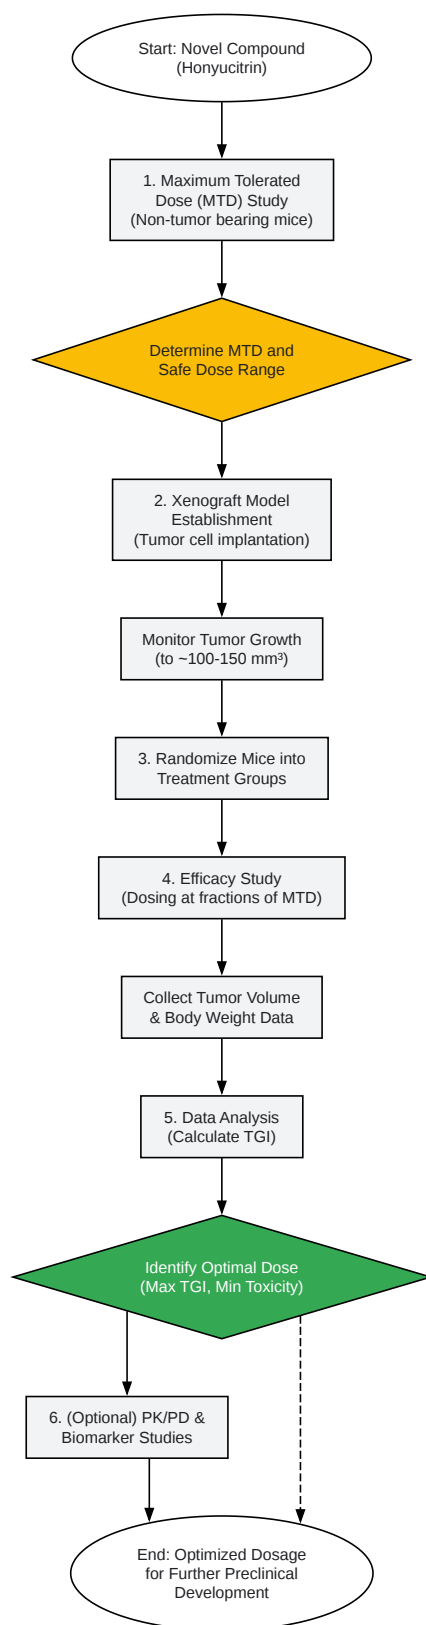 Start: Novel Compound
(Honyucitrin)
1. Maximum Tolerated
Dose (MTD) Study
(Non-tumor bearing mice)
Determine MTD and
Safe Dose Range
2. Xenograft Model
Establishment
(Tumor cell implantation)
Monitor Tumor Growth
(to ~100-150 mm³)
3. Randomize Mice into
Treatment Groups
4. Efficacy Study
(Dosing at fractions of MTD)
Collect Tumor Volume
& Body Weight Data
5. Data Analysis
(Calculate TGI)
Identify Optimal Dose
(Max TGI, Min Toxicity)
6. (Optional) PK/PD &
Biomarker Studies
End: Optimized Dosage
for Further Preclinical
Development